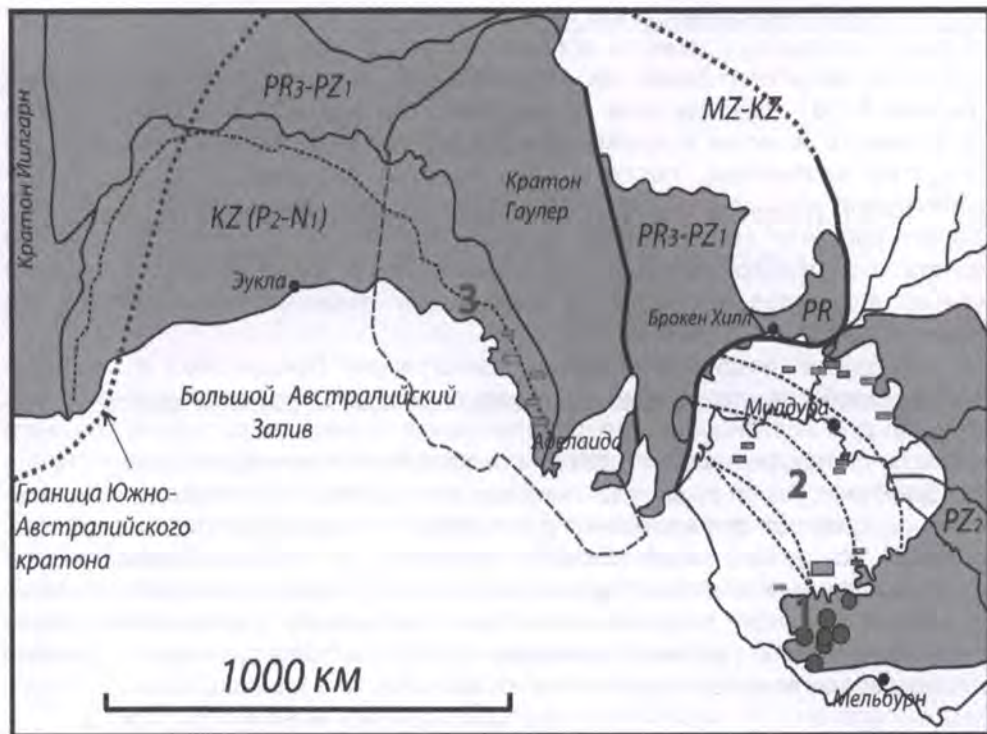 Кратон Йилгарн
PR3-PZ1
MZ-KZ
Кратон
Гаулер
KZ (P2-N1)
PR3-PZ1
Эукла
3
Брокен Хилл
PR
Большой Австралийский
Залив
Аделаида
Милдура
2
Граница Южно-
Австралийского
кратона
PZ2
1
1000 км
Мельбурн